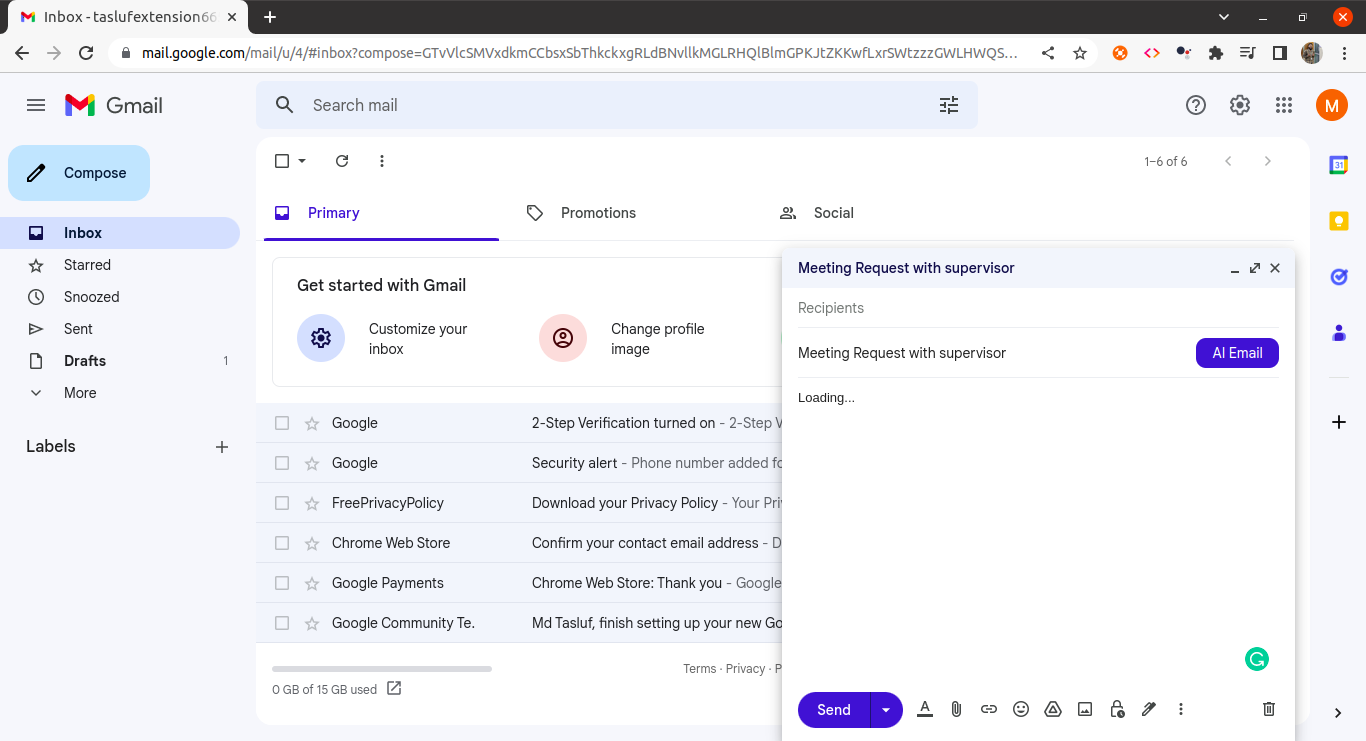 Inbox - taslufextension66
mail.google.com/mail/u/4/#inbox?compose=GTvVlcSMVxdkmCCbsxSbThkckxgRLdBNvllkMGLRHQlBlmGPKJtZKKwfLxrSWtzzzGWLHWQS...
Gmail
Search mail
M
Compose
1–6 of 6
31
Primary
Promotions
Social
Inbox
Starred
Snoozed
Sent
Drafts 1
More
Labels
Get started with Gmail
Customize your
inbox
Change profile
image
Google 2-Step Verification turned on - 2-Step V
Google Security alert - Phone number added fo
FreePrivacyPolicy Download your Privacy Policy - Your Priv
Chrome Web Store Confirm your contact email address - D
Google Payments Chrome Web Store: Thank you - Google
Google Community Te. Md Tasluf, finish setting up your new Go
Terms · Privacy · P
0 GB of 15 GB used
Meeting Request with supervisor
Recipients
Meeting Request with supervisor
AI Email
Loading...
Send